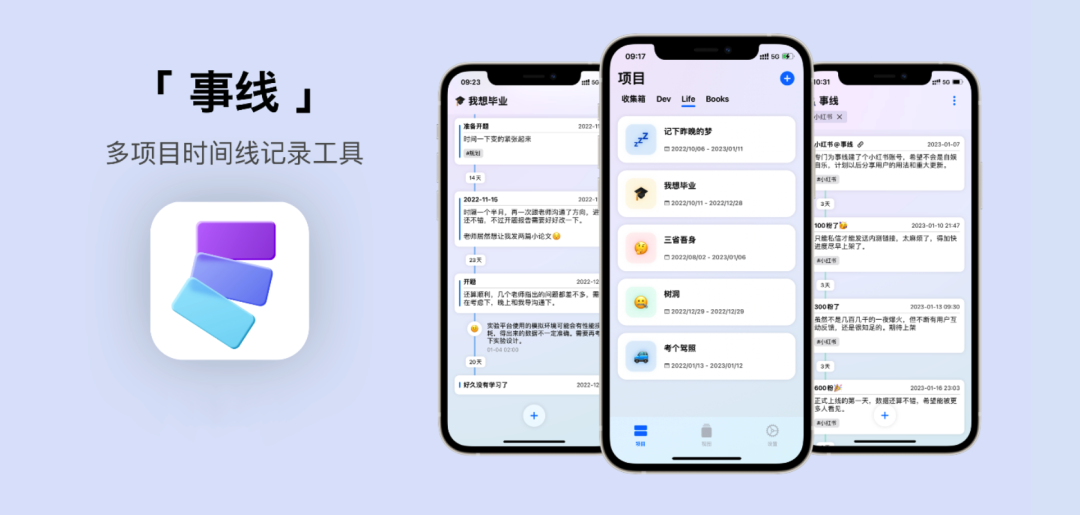 「 事线 」
多项目时间线记录工具
09:23
5G
🎓 我想毕业
准备开题
2022-11
时间一下变的紧张起来
#规划
14天
2022-11-15
2022-1
时隔一个半月，再一次跟老师沟通了方向，
还不错，不过开题报告需要好好改一下。
老师居然想让我发两篇小论文😥
23天
开题
2022-12
还算顺利，几个老师指出的问题都差不多，需
在考虑下，晚上和我导沟通下。
实验平台使用的模拟环境可能会有性能
耗，得出来的数据不一定准确。需要再考
下实验设计。
01-04 02:03
20天
好久没有学习了
2022-12
+
09:17
5G
项目
+
收集箱 Dev Life Books
💤
记下昨晚的梦
2022/10/06 - 2023/01/11
🎓
我想毕业
2022/10/11 - 2022/12/28
🤔
三省吾身
2022/08/02 - 2023/01/06
🤐
树洞
2022/12/29 - 2022/12/29
🚙
考个驾照
2022/01/13 - 2023/01/12
项目
设置
10:31
5G
事线
小红书 ✕
小红书@事线 🔗
2023-01-07
专门为事线建了个小红书账号，希望不会是自娱
自乐，计划以后分享用户的用法和重大更新。
#小红书
3天
100粉了🥳
2023-01-10 21:47
只能私信才能发送内测链接，太麻烦了，得加快
进度尽早上架了。
#小红书
3天
300粉了
2023-01-13 09:30
虽然不是几百几千的一夜爆火，但不断有用户互
动反馈，还是很知足的。期待上架
#小红书
3天
600粉🎉
2023-01-16 23:03
正式上线的第一天，数据还算不错，希望能被更
多人看见。
#小红书
+